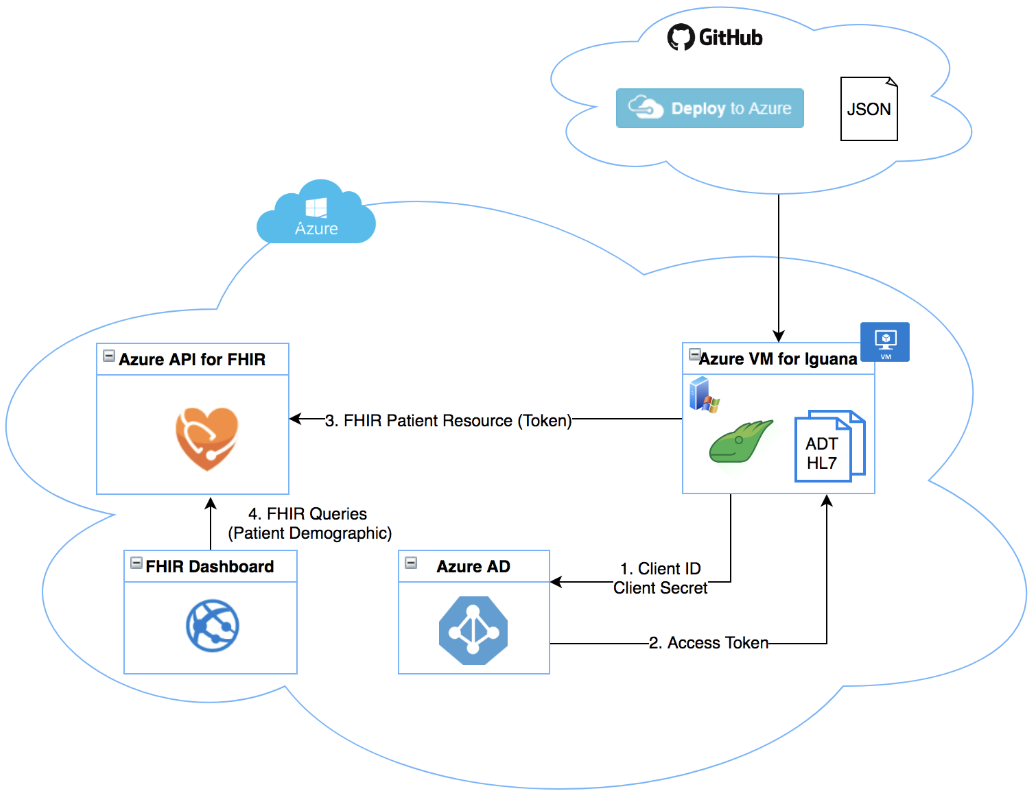 GitHub
Deploy to Azure
JSON
Azure
Azure API for FHIR
Azure VM for Iguana
VM
3. FHIR Patient Resource (Token)
ADT
HL7
4. FHIR Queries
(Patient Demographic)
FHIR Dashboard
Azure AD
1. Client ID
Client Secret
2. Access Token